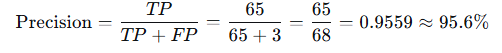 Precision = TP / (TP + FP) = 65 / (65 + 3) = 65 / 68 = 0.9559 ≈ 95.6%